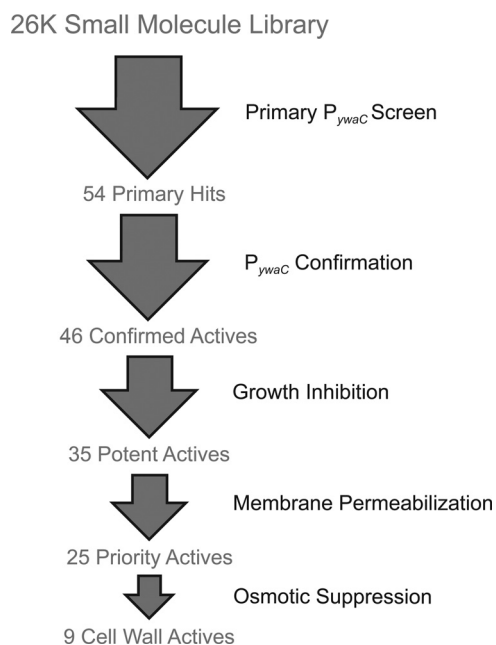 26K Small Molecule Library
Primary PywaC Screen
54 Primary Hits
PywaC Confirmation
46 Confirmed Actives
Growth Inhibition
35 Potent Actives
Membrane Permeabilization
25 Priority Actives
Osmotic Suppression
9 Cell Wall Actives